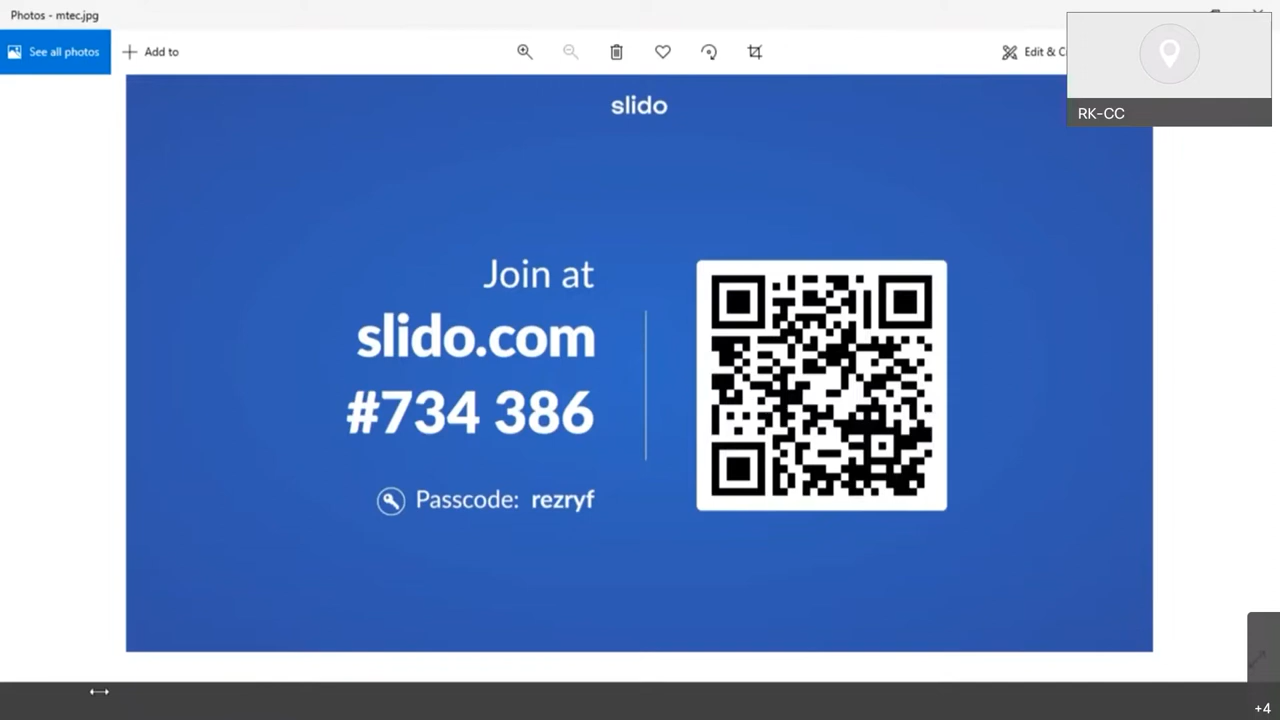 Photos - mtec.jpg
See all photos
Add to
Edit & C
RK-CC
slido
Join at
slido.com
#734 386
Passcode: rezryf
+4